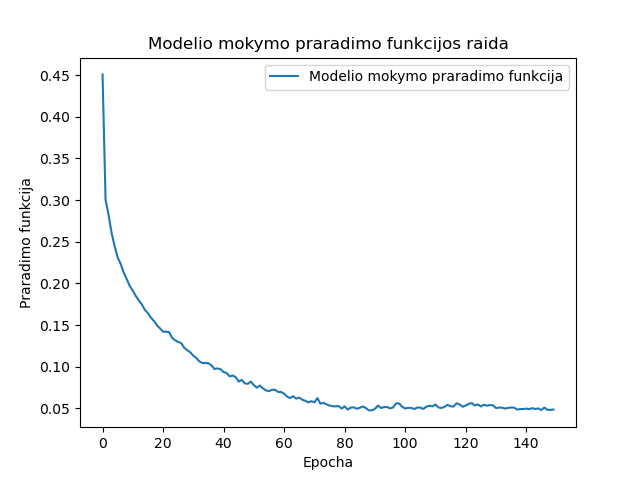 Modelio mokymo praradimo funkcijos raida
Modelio mokymo praradimo funkcija
0.45
0.40
0.35
0.30
0.25
0.20
0.15
0.10
0.05
Praradimo funkcija
0 20 40 60 80 100 120 140
Epocha